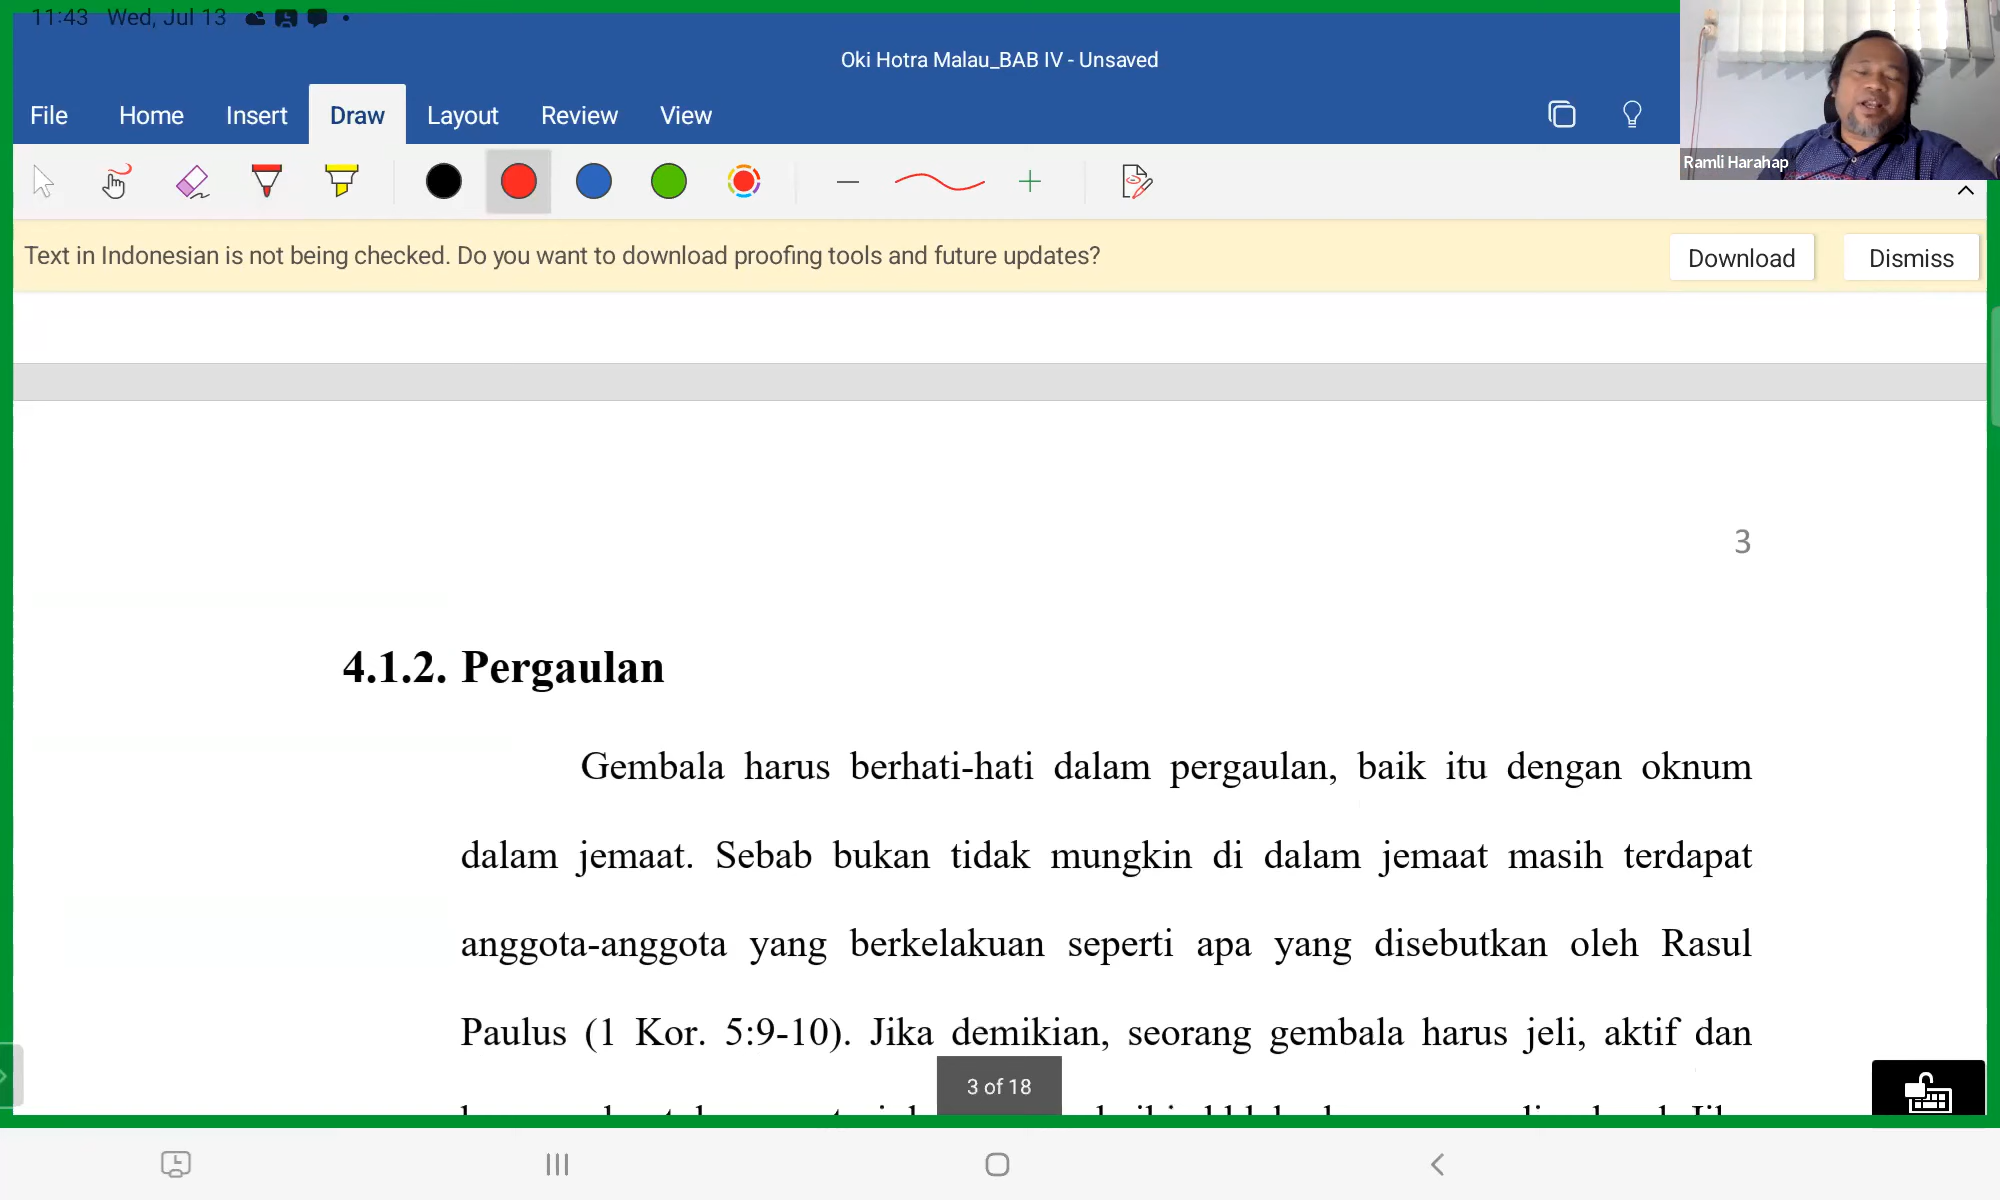 11:43 Wed, Jul 13
Oki Hotra Malau_BAB IV - Unsaved
File Home Insert Draw Layout Review View
Ramli Harahap
Text in Indonesian is not being checked. Do you want to download proofing tools and future updates? Download Dismiss
3
4.1.2. Pergaulan
Gembala harus berhati-hati dalam pergaulan, baik itu dengan oknum
dalam jemaat. Sebab bukan tidak mungkin di dalam jemaat masih terdapat
anggota-anggota yang berkelakuan seperti apa yang disebutkan oleh Rasul
Paulus (1 Kor. 5:9-10). Jika demikian, seorang gembala harus jeli, aktif dan
3 of 18